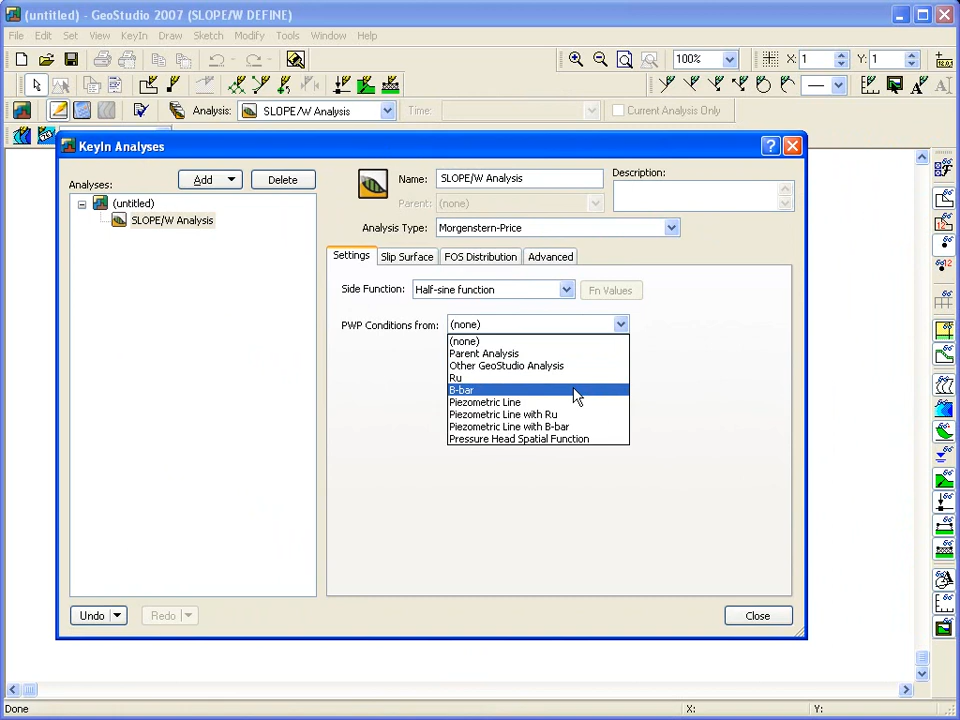 (untitled) - GeoStudio 2007 (SLOPE/W DEFINE)
File Edit Set View KeyIn Draw Sketch Modify Tools Window Help
100% X: 1 Y: 1
Analysis: SLOPE/W Analysis Time: Current Analysis Only
KeyIn Analyses
Analyses: Add Delete
(untitled)
SLOPE/W Analysis
Name: SLOPE/W Analysis Description:
Parent: (none)
Analysis Type: Morgenstern-Price
Settings Slip Surface FOS Distribution Advanced
Side Function: Half-sine function Fn Values
PWP Conditions from: (none)
(none)
Parent Analysis
Other GeoStudio Analysis
Ru
B-bar
Piezometric Line
Piezometric Line with Ru
Piezometric Line with B-bar
Pressure Head Spatial Function
Undo Redo Close
Done X: Y: